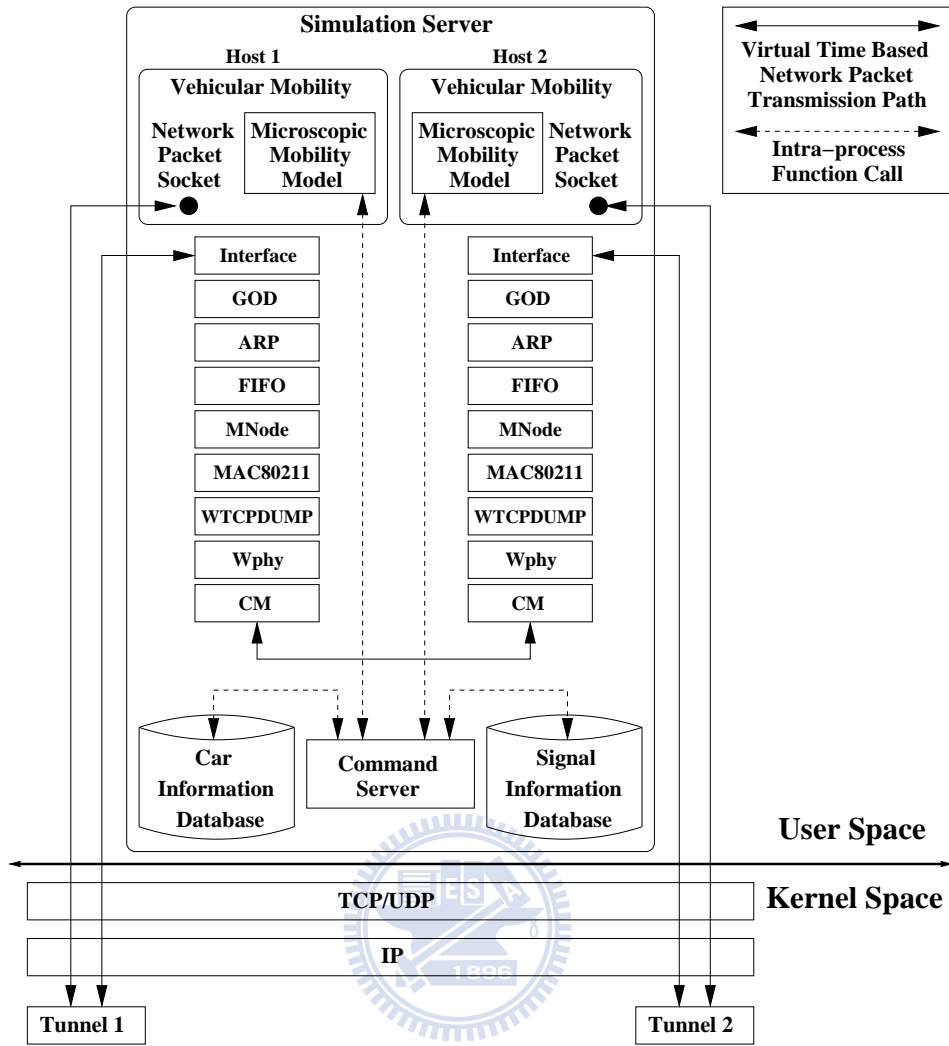 Simulation Server
Host 1
Vehicular Mobility
Network
Packet
Socket
Microscopic
Mobility
Model
Host 2
Vehicular Mobility
Microscopic
Mobility
Model
Network
Packet
Socket
Virtual Time Based
Network Packet
Transmission Path
Intra−process
Function Call
Interface
GOD
ARP
FIFO
MNode
MAC80211
WTCPDUMP
Wphy
CM
Interface
GOD
ARP
FIFO
MNode
MAC80211
WTCPDUMP
Wphy
CM
Car
Information
Database
Command
Server
Signal
Information
Database
User Space
Kernel Space
TCP/UDP
IP
Tunnel 1
Tunnel 2
E S A
1896